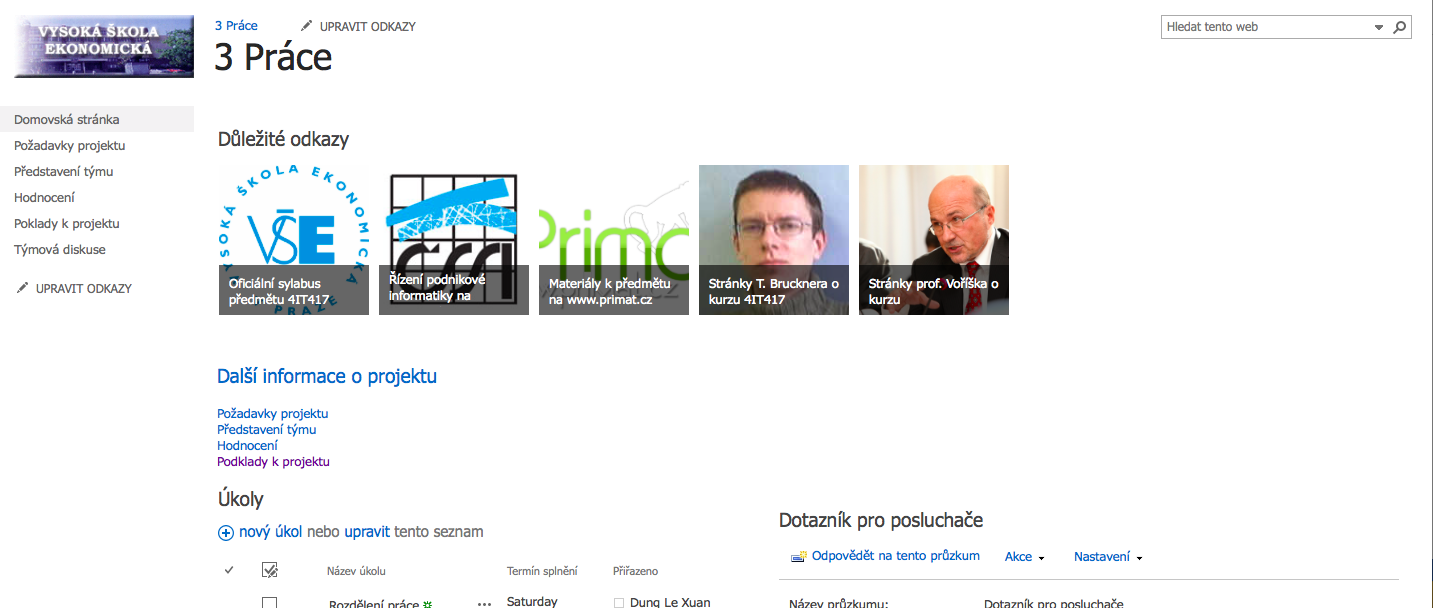 VYSOKÁ ŠKOLA
EKONOMICKÁ
3 Práce
UPRAVIT ODKAZY
3 Práce
Hledat tento web
Domovská stránka
Požadavky projektu
Představení týmu
Hodnocení
Poklady k projektu
Týmová diskuse
UPRAVIT ODKAZY
Důležité odkazy
VYSOKÁ ŠKOLA EKONOMICKÁ
VŠE
PRAZE
Oficiální sylabus
předmětu 4IT417
ČSSI
Řízení podnikové
informatiky na
Primat
Materiály k předmětu
na www.primat.cz
Stránky T. Brucknera o
kurzu 4IT417
Stránky prof. Voříška o
kurzu
Další informace o projektu
Požadavky projektu
Představení týmu
Hodnocení
Podklady k projektu
Úkoly
nový úkol nebo upravit tento seznam
Název úkolu
Termín splnění
Přiřazeno
Rozdělení práce
Saturday
Dung Le Xuan
Dotazník pro posluchače
Odpovědět na tento průzkum
Akce
Nastavení
Název průzkumu:
Dotazník pro posluchače